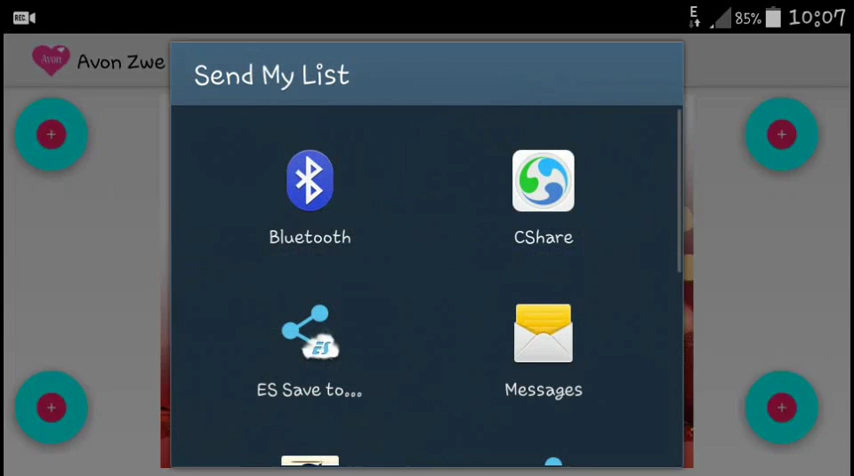 REC
E
85%
10:07
Avon
Avon Zwe
Send My List
Bluetooth
CShare
ES
ES Save to...
Messages